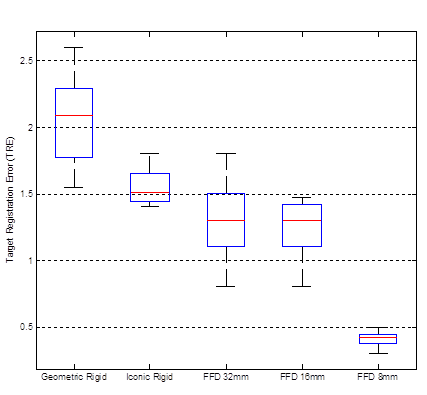 Target Registration Error (TRE)
2.5
2
1.5
1
0.5
Geometric Rigid
Iconic Rigid
FFD 32mm
FFD 16mm
FFD 8mm